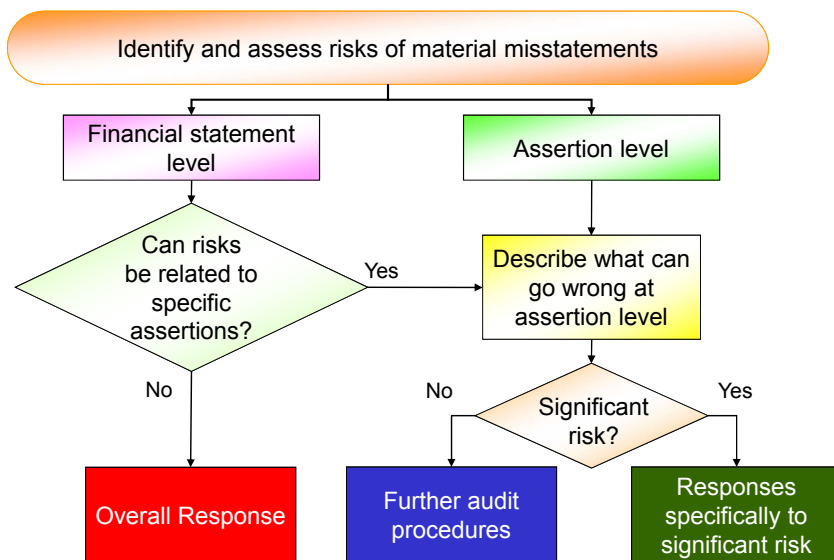 Identify and assess risks of material misstatements
Financial statement
level
Assertion level
Can risks
be related to
specific
assertions?
Yes
Describe what can
go wrong at
assertion level
No
No
Significant
risk?
Yes
Overall Response
Further audit
procedures
Responses
specifically to
significant risk